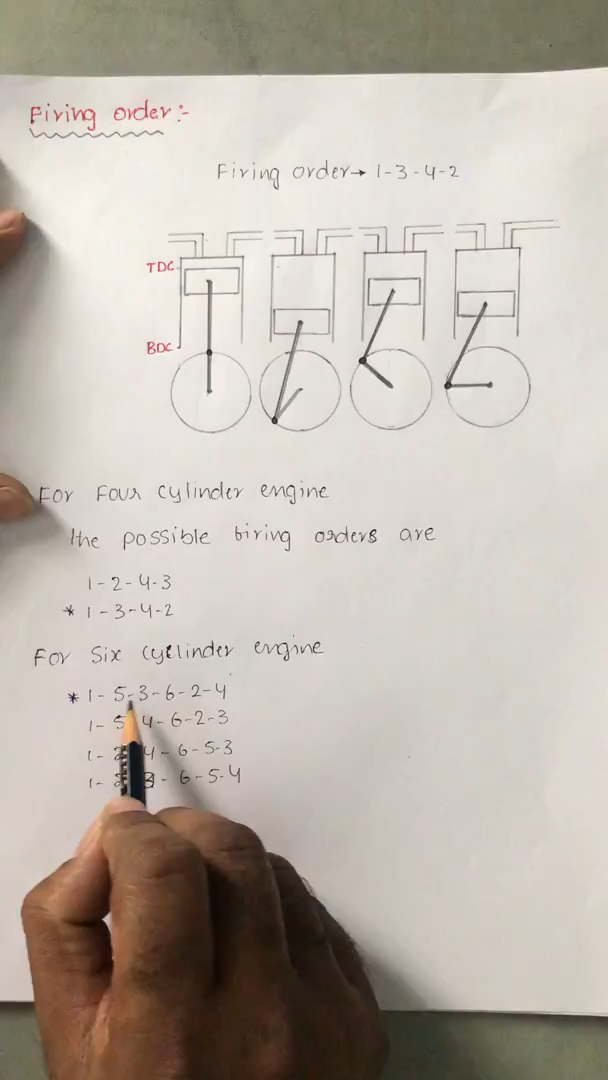 Firing order:-
Firing order→ 1-3-4-2
TDC
BDC
For Four cylinder engine
the possible firing orders are
1-2-4-3
* 1-3-4-2
For Six cylinder engine
* 1-5-3-6-2-4
1-5-4-6-2-3
1- 4-6-5-3
1- 3-6-5-4